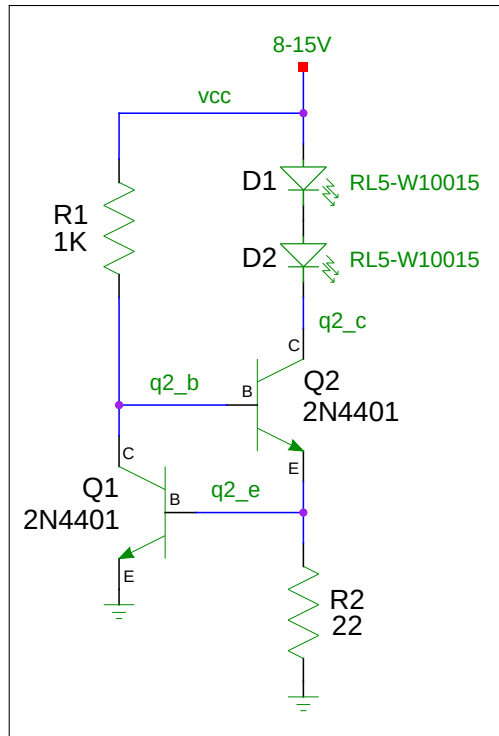 8-15V
vcc
D1 RL5-W10015
R1
1K
D2 RL5-W10015
q2_c
C
q2_b B Q2
2N4401
E
C
Q1 B q2_e
2N4401
E
R2
22